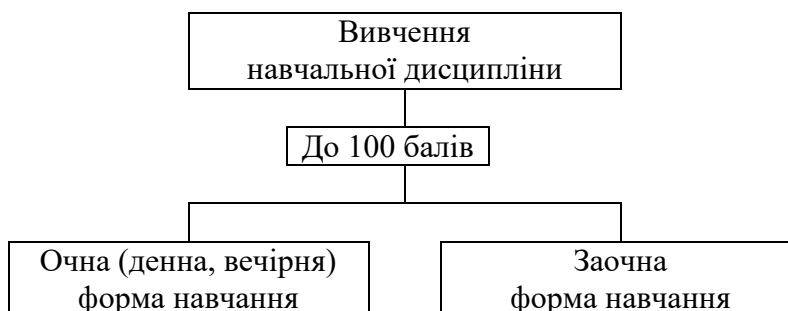 Вивчення
навчальної дисципліни
До 100 балів
Очна (денна, вечірня)
форма навчання
Заочна
форма навчання